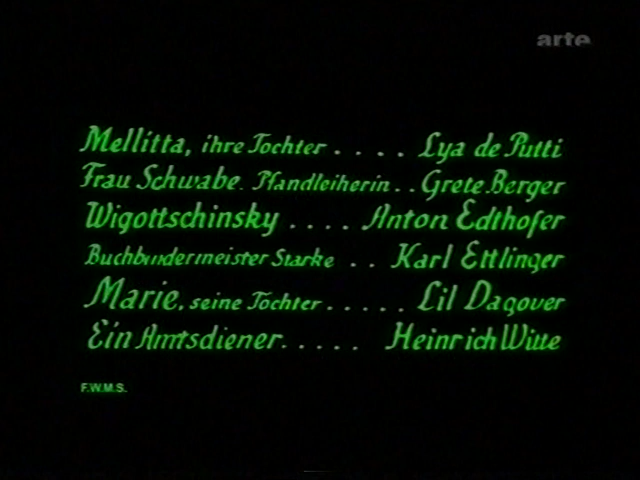 arte
Mellitta, ihre Tochter . . . . Lya de Putti
Frau Schwabe. Pfandleiherin . . Grete Berger
Wigottschinsky . . . . Anton Edthofer
Buchbindermeister Starke . . Karl Ettlinger
Marie, seine Tochter . . . . . Lil Dagover
Ein Amtsdiener. . . . . Heinrich Witte
F.W.M.S.